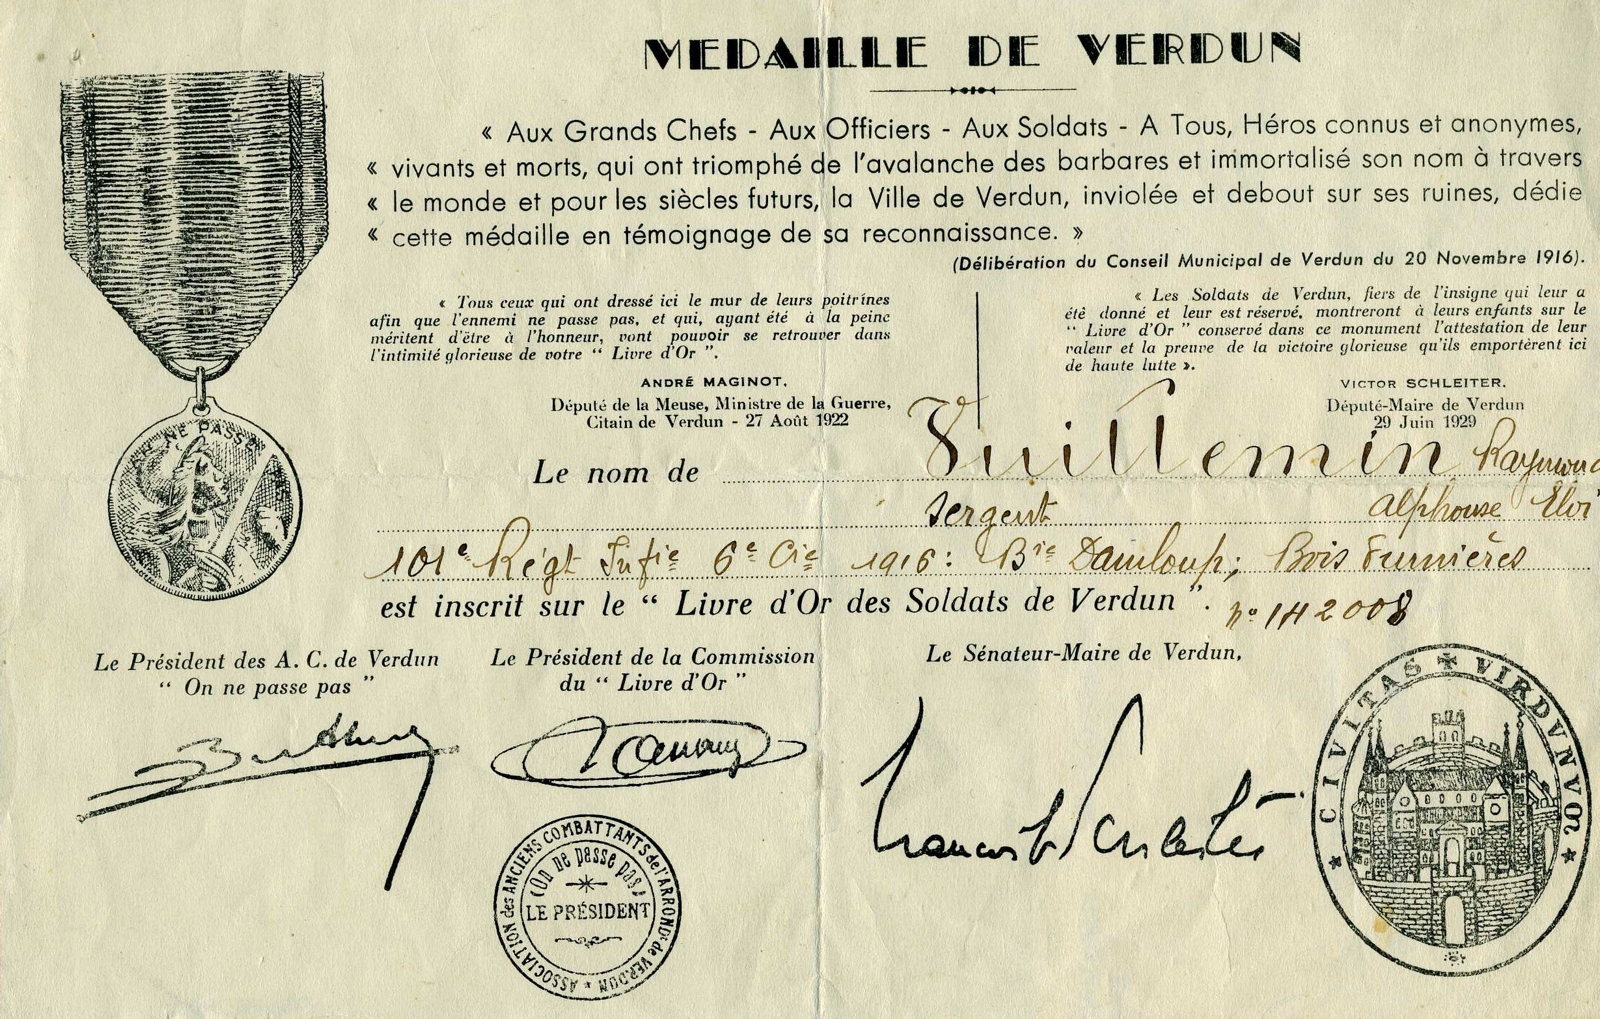 MEDAILLE DE VERDUN
« Aux Grands Chefs - Aux Officiers - Aux Soldats - A Tous, Héros connus et anonymes,
« vivants et morts, qui ont triomphé de l'avalanche des barbares et immortalisé son nom à travers
« le monde et pour les siècles futurs, la Ville de Verdun, inviolée et debout sur ses ruines, dédie
« cette médaille en témoignage de sa reconnaissance. »
(Délibération du Conseil Municipal de Verdun du 20 Novembre 1916).
« Tous ceux qui ont dressé ici le mur de leurs poitrines
afin que l'ennemi ne passe pas, et qui, ayant été à la peine
méritent d'être à l'honneur, vont pouvoir se retrouver dans
l'intimité glorieuse de votre “ Livre d'Or ”.
ANDRÉ MAGINOT.
Député de la Meuse, Ministre de la Guerre,
Citain de Verdun - 27 Août 1922
« Les Soldats de Verdun, fiers de l'insigne qui leur a
été donné et leur est réservé, montreront à leurs enfants sur le
“ Livre d'Or ” conservé dans ce monument l'attestation de leur
valeur et la preuve de la victoire glorieuse qu'ils emportèrent ici
de haute lutte ».
VICTOR SCHLEITER.
Député-Maire de Verdun
29 Juin 1929
Le nom de Vuillemin Raymond
sergent Alphonse Eloi
101e Régt Infie 6e Cie 1916: Bie Damloup; Bois Fumières
est inscrit sur le “ Livre d'Or des Soldats de Verdun ”. No 142008
Le Président des A. C. de Verdun
“ On ne passe pas ”
Le Président de la Commission
du “ Livre d'Or ”
Le Sénateur-Maire de Verdun,
ASSOCIATION des ANCIENS COMBATTANTS de l'ARRONDt de VERDUN
(On ne passe pas)
LE PRÉSIDENT
CIVITAS VIRDUNVM
ON NE PASSE